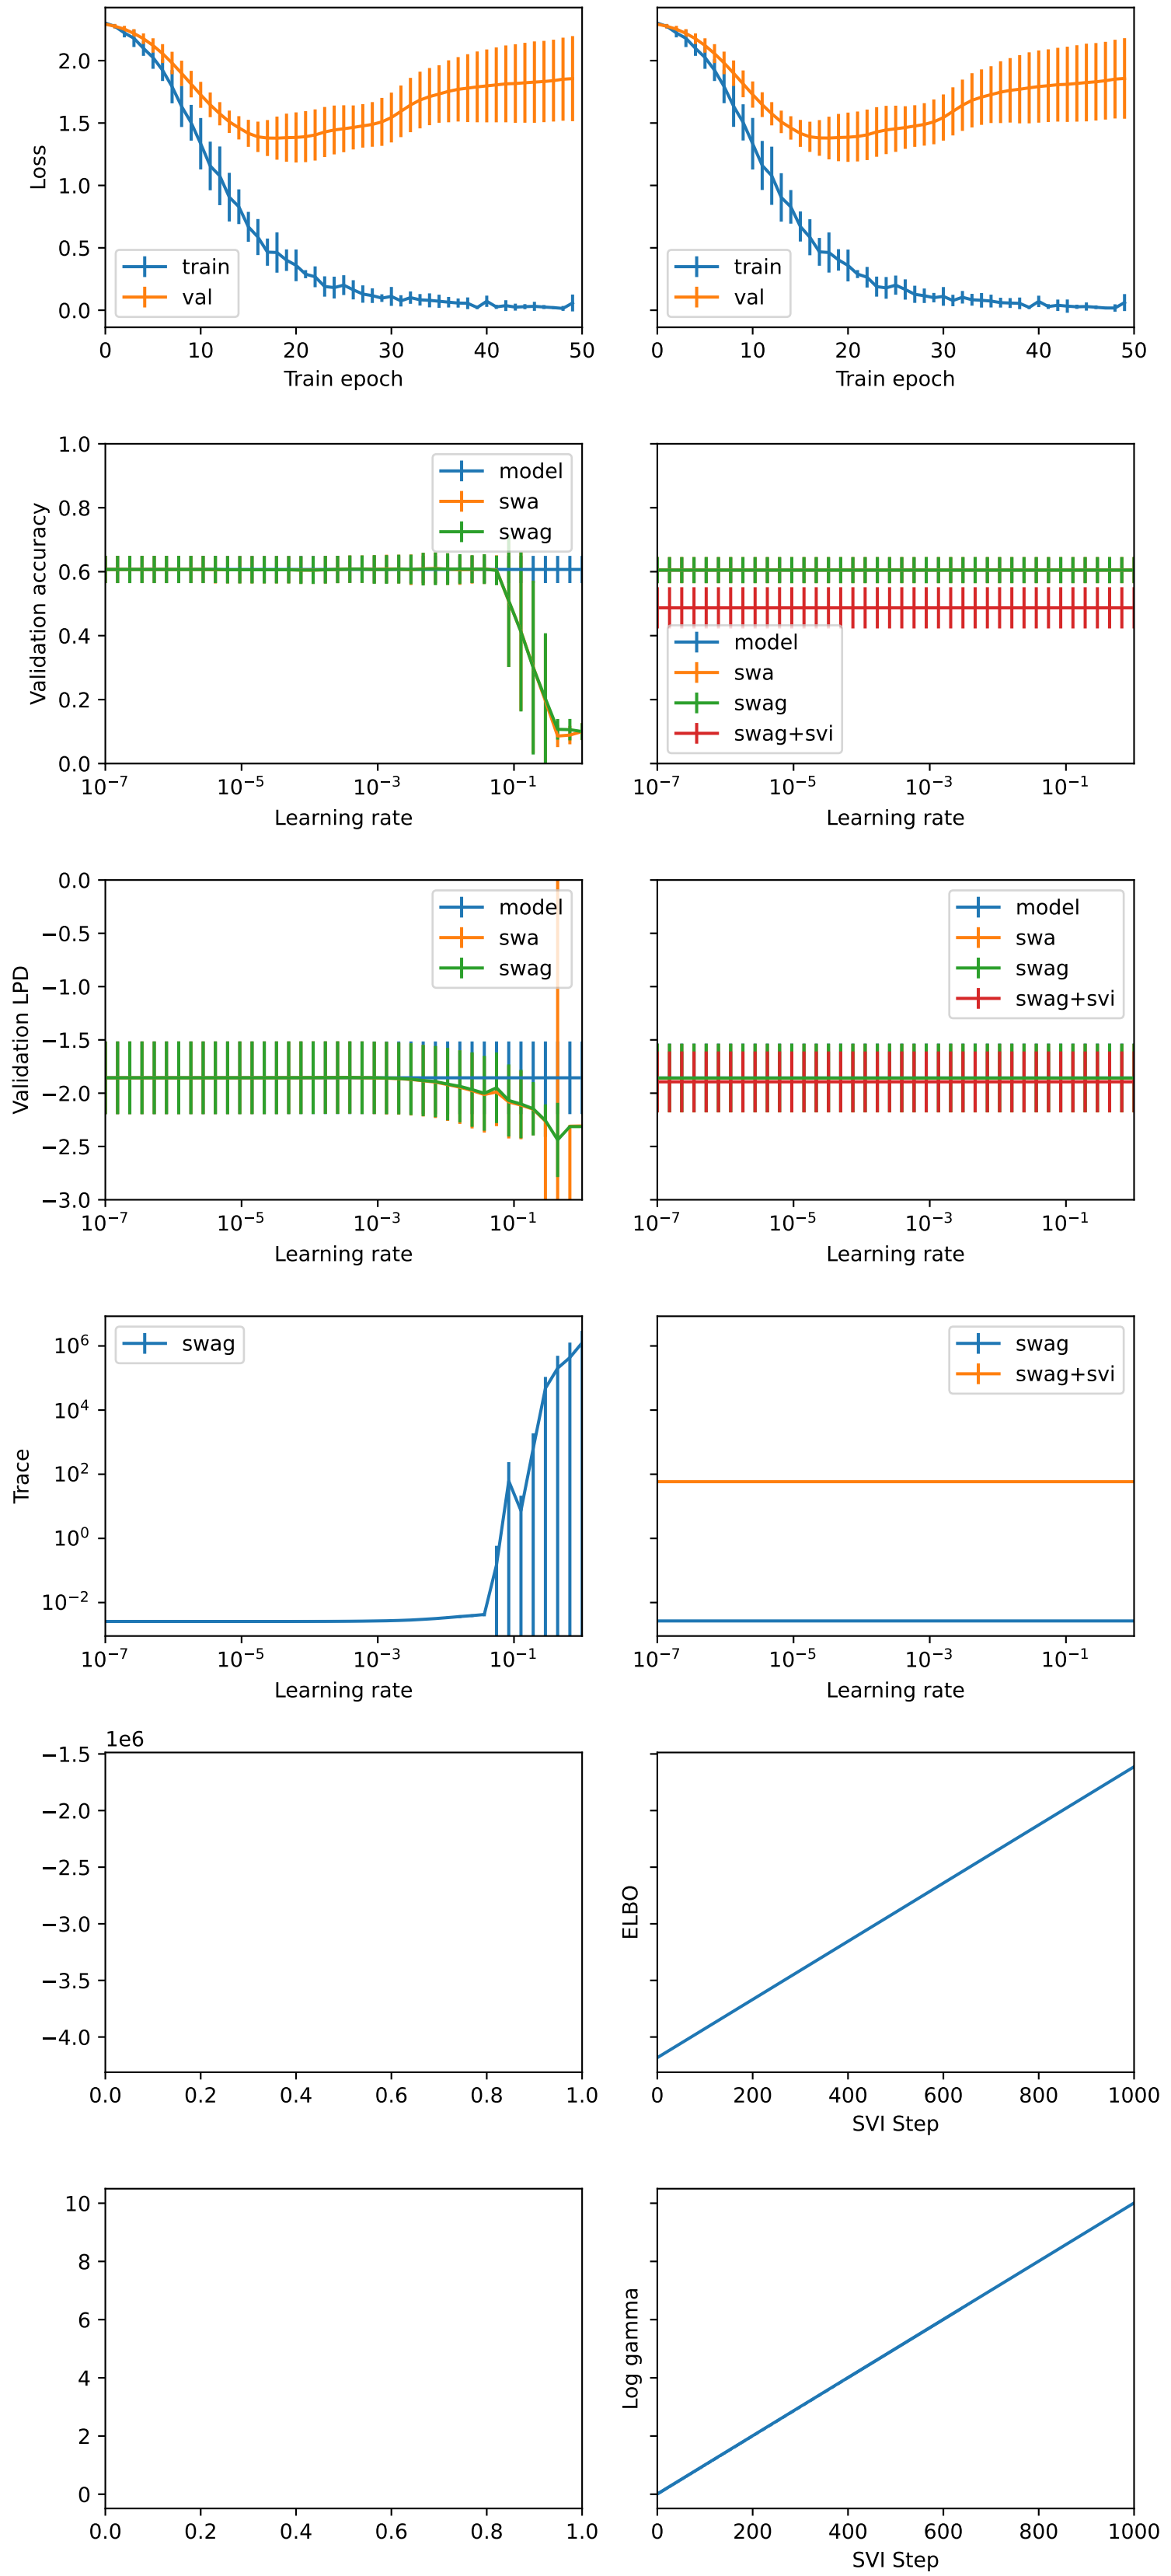 2.0
1.5
1.0
0.5
0.0
Loss
train
val
0 10 20 30 40 50
Train epoch
train
val
0 10 20 30 40 50
Train epoch
1.0
0.8
0.6
0.4
0.2
0.0
Validation accuracy
model
swa
swag
10⁻⁷ 10⁻⁵ 10⁻³ 10⁻¹
Learning rate
model
swa
swag
swag+svi
10⁻⁷ 10⁻⁵ 10⁻³ 10⁻¹
Learning rate
0.0
−0.5
−1.0
−1.5
−2.0
−2.5
−3.0
Validation LPD
model
swa
swag
10⁻⁷ 10⁻⁵ 10⁻³ 10⁻¹
Learning rate
model
swa
swag
swag+svi
10⁻⁷ 10⁻⁵ 10⁻³ 10⁻¹
Learning rate
10⁶
10⁴
10²
10⁰
10⁻²
Trace
swag
10⁻⁷ 10⁻⁵ 10⁻³ 10⁻¹
Learning rate
swag
swag+svi
10⁻⁷ 10⁻⁵ 10⁻³ 10⁻¹
Learning rate
1e6
−1.5
−2.0
−2.5
−3.0
−3.5
−4.0
0.0 0.2 0.4 0.6 0.8 1.0
ELBO
0 200 400 600 800 1000
SVI Step
10
8
6
4
2
0
0.0 0.2 0.4 0.6 0.8 1.0
Log gamma
0 200 400 600 800 1000
SVI Step